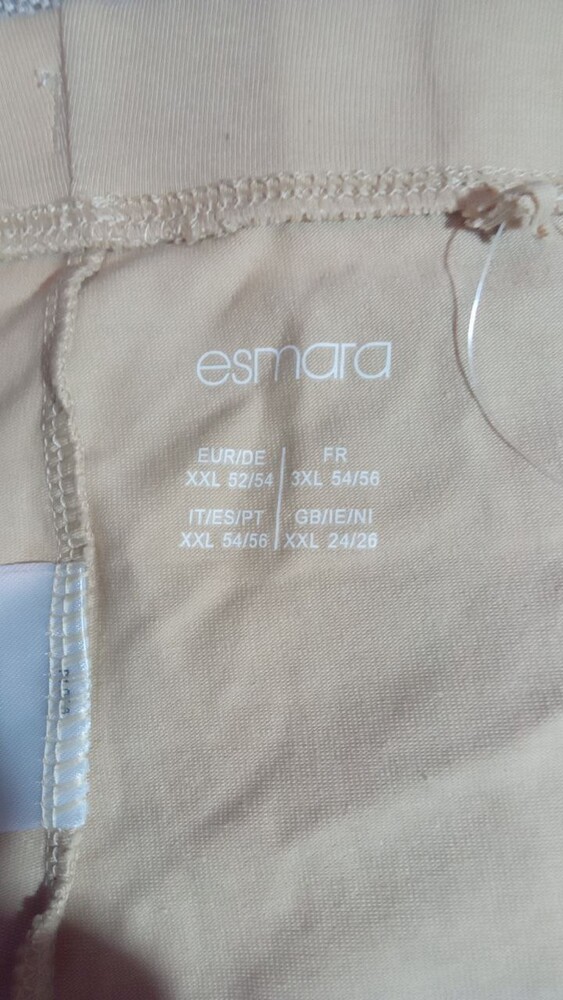 esmara
EUR/DE FR
XXL 52/54 3XL 54/56
IT/ES/PT GB/IE/NI
XXL 54/56 XXL 24/26